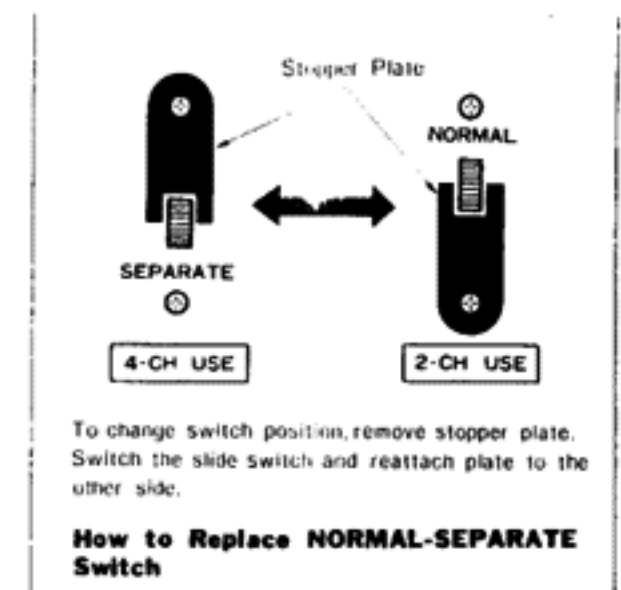 Stopper Plate
NORMAL
SEPARATE
4-CH USE
2-CH USE
To change switch position, remove stopper plate.
Switch the slide switch and reattach plate to the
other side.
How to Replace NORMAL-SEPARATE
Switch